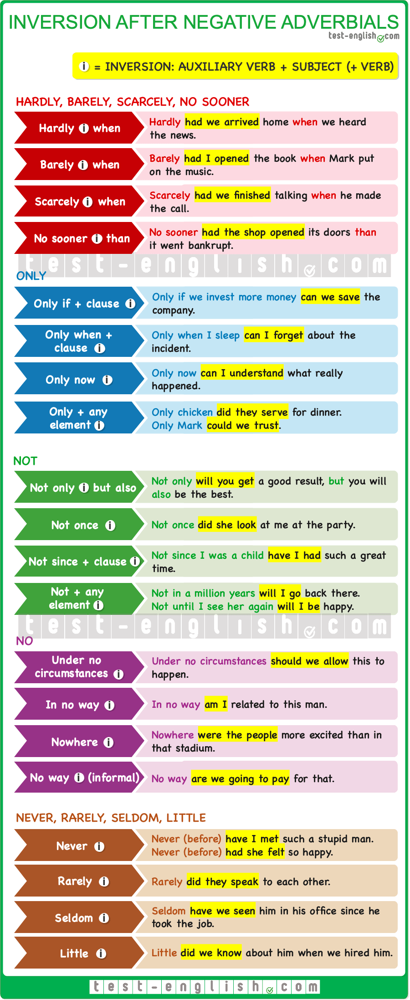 INVERSION AFTER NEGATIVE ADVERBIALS
test-english.com
i = INVERSION: AUXILIARY VERB + SUBJECT (+ VERB)
HARDLY, BARELY, SCARCELY, NO SOONER
Hardly i when
Hardly had we arrived home when we heard
the news.
Barely i when
Barely had I opened the book when Mark put
on the music.
Scarcely i when
Scarcely had we finished talking when he made
the call.
No sooner i than
No sooner had the shop opened its doors than
it went bankrupt.
test-english.com
ONLY
Only if + clause i
Only if we invest more money can we save the
company.
Only when +
clause i
Only when I sleep can I forget about the
incident.
Only now i
Only now can I understand what really
happened.
Only + any
element i
Only chicken did they serve for dinner.
Only Mark could we trust.
NOT
Not only i but also
Not only will you get a good result, but you will
also be the best.
Not once i
Not once did she look at me at the party.
Not since + clause i
Not since I was a child have I had such a great
time.
Not + any
element i
Not in a million years will I go back there.
Not until I see her again will I be happy.
test-english.com
NO
Under no
circumstances i
Under no circumstances should we allow this to
happen.
In no way i
In no way am I related to this man.
Nowhere i
Nowhere were the people more excited than in
that stadium.
No way i (informal)
No way are we going to pay for that.
NEVER, RARELY, SELDOM, LITTLE
Never i
Never (before) have I met such a stupid man.
Never (before) had she felt so happy.
Rarely i
Rarely did they speak to each other.
Seldom i
Seldom have we seen him in his office since he
took the job.
Little i
Little did we know about him when we hired him.
test-english.com